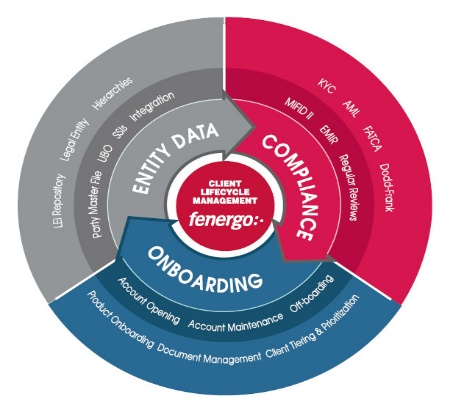 CLIENT
LIFECYCLE
MANAGEMENT
fenergo:·
ENTITY DATA
Party Master File UBO SSIs Integration
LEI Repository Legal Entity Hierarchies
COMPLIANCE
MiFID II EMIR Regular Reviews
KYC AML FATCA Dodd-Frank
ONBOARDING
Account Opening Account Maintenance Off-boarding
Product Onboarding Document Management Client Tiering & Prioritization